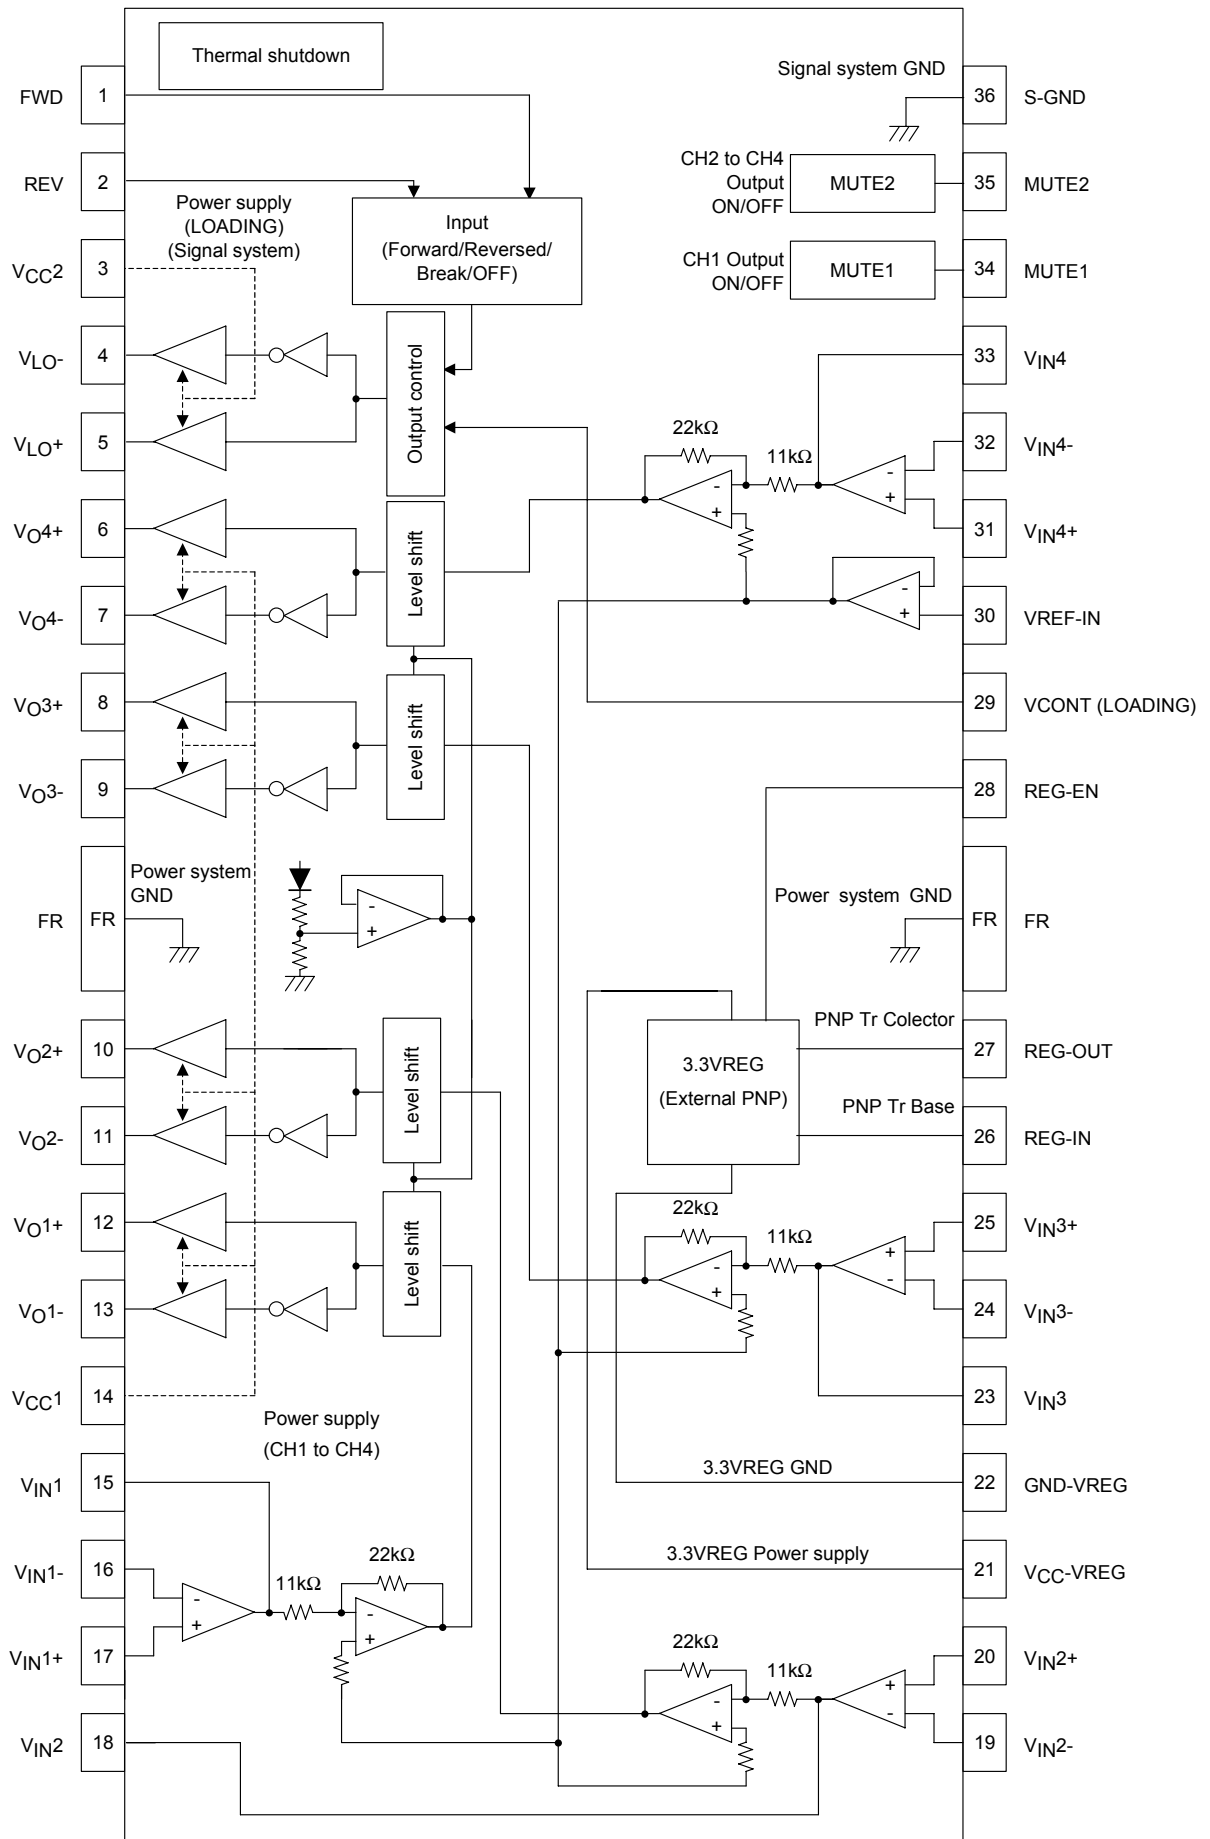 Thermal shutdown
Signal system GND
FWD 1
36 S-GND
CH2 to CH4
Output
ON/OFF
MUTE2
REV 2
35 MUTE2
Power supply
(LOADING)
(Signal system)
Input
(Forward/Reversed/
Break/OFF)
CH1 Output
ON/OFF
MUTE1
VCC2 3
34 MUTE1
VLO- 4
33 VIN4
Output control
22kΩ
11kΩ
VLO+ 5
- +
- +
32 VIN4-
VO4+ 6
Level shift
31 VIN4+
VO4- 7
- +
30 VREF-IN
VO3+ 8
Level shift
29 VCONT (LOADING)
VO3- 9
28 REG-EN
Power system
GND
Power system GND
FR FR
- +
FR FR
PNP Tr Colector
VO2+ 10
Level shift
3.3VREG
(External PNP)
27 REG-OUT
PNP Tr Base
VO2- 11
26 REG-IN
VO1+ 12
Level shift
22kΩ
11kΩ
25 VIN3+
- +
+ -
VO1- 13
24 VIN3-
VCC1 14
23 VIN3
Power supply
(CH1 to CH4)
3.3VREG GND
VIN1 15
22 GND-VREG
3.3VREG Power supply
VIN1- 16
21 VCC-VREG
11kΩ
22kΩ
- +
- +
VIN1+ 17
22kΩ
11kΩ
20 VIN2+
- +
+ -
VIN2 18
19 VIN2-